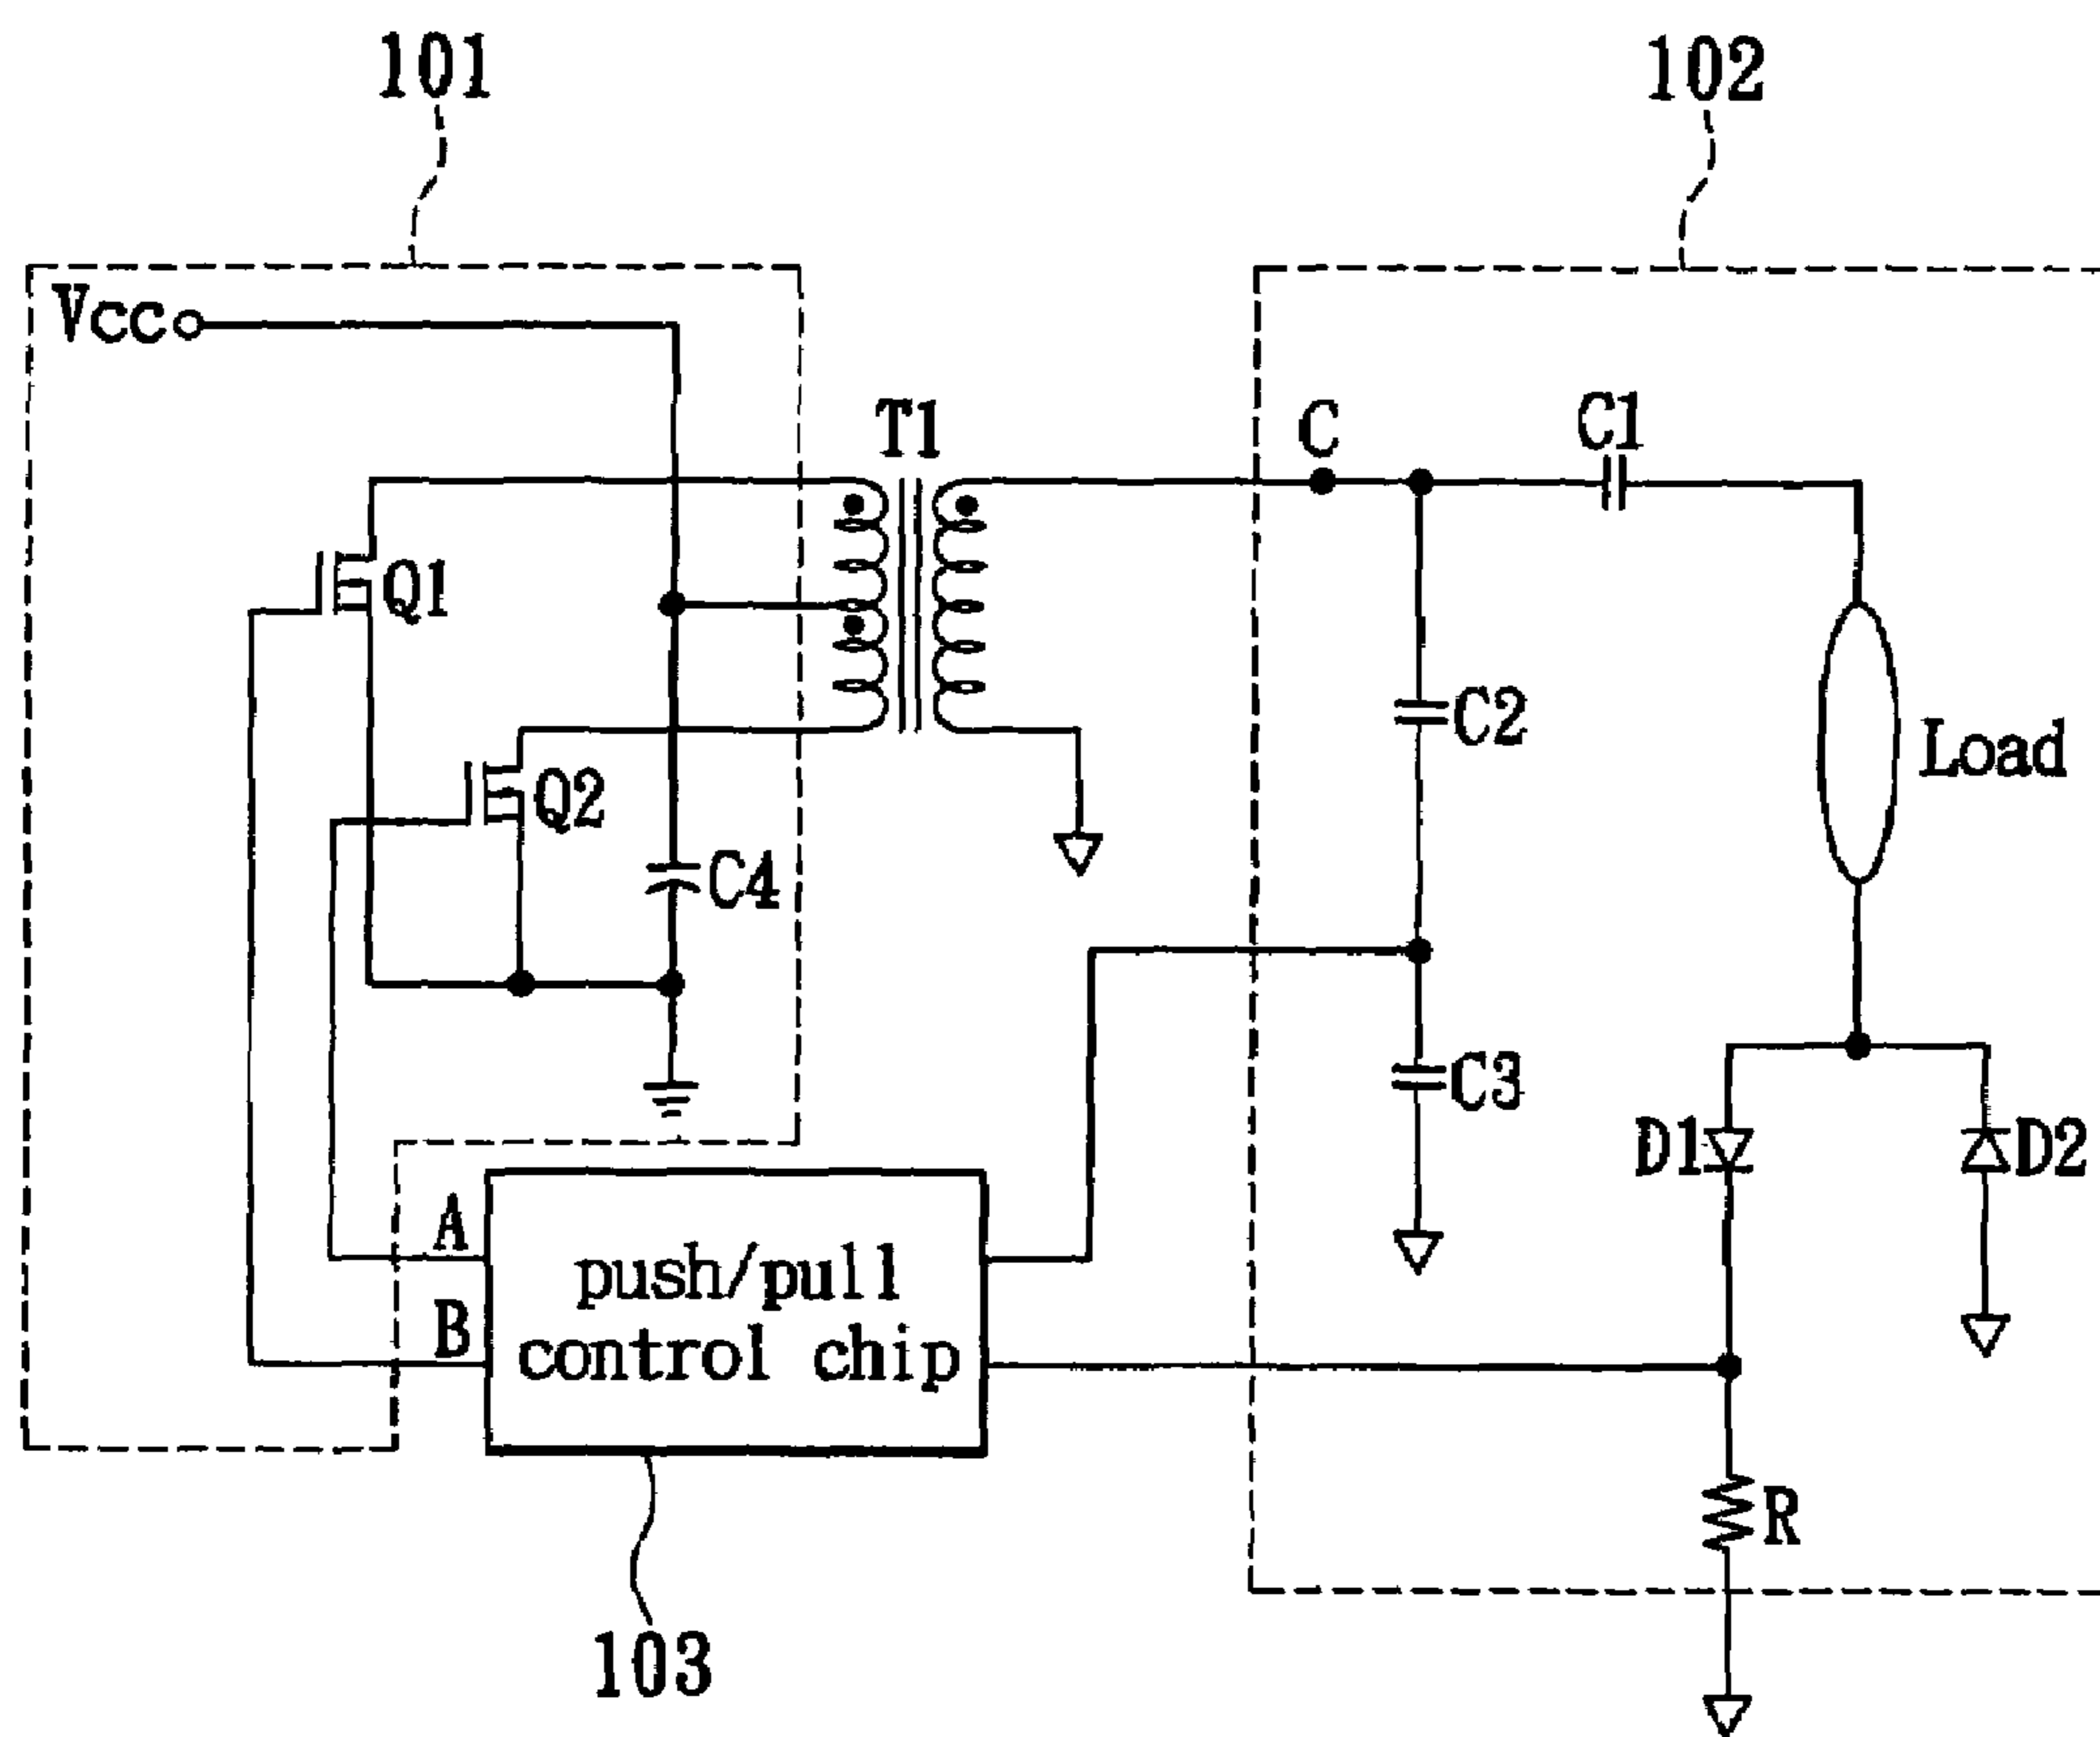 101
102
Vcc
T1
C
C1
Q1
Q2
C2
Load
C4
C3
D1
D2
A
push/pull
B
control chip
R
103